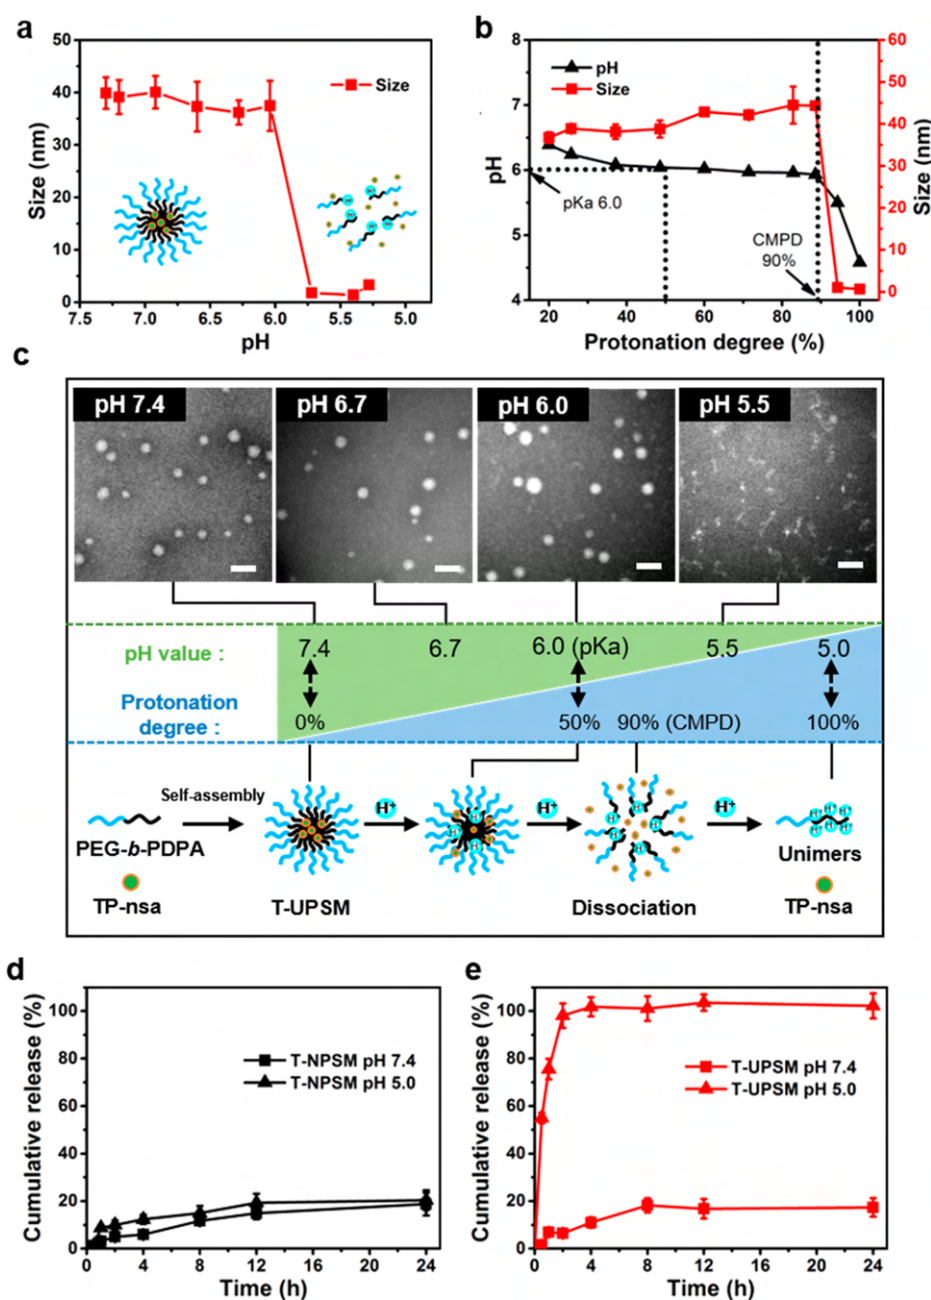 a
50
40
30
20
10
0
Size (nm)
Size
7.5
7.0
6.5
6.0
5.5
5.0
pH
b
8
7
6
5
4
pH
pH
Size
pKa 6.0
CMPD
90%
60
50
40
30
20
10
0
Size (nm)
20
40
60
80
100
Protonation degree (%)
c
pH 7.4
pH 6.7
pH 6.0
pH 5.5
pH value :
7.4
6.7
6.0 (pKa)
5.5
5.0
Protonation
degree :
0%
50%
90% (CMPD)
100%
Self-assembly
H⁺
H⁺
H⁺
PEG-b-PDPA
TP-nsa
T-UPSM
Dissociation
Unimers
TP-nsa
d
100
80
60
40
20
0
Cumulative release (%)
T-NPSM pH 7.4
T-NPSM pH 5.0
0
4
8
12
16
20
24
Time (h)
e
100
80
60
40
20
0
Cumulative release (%)
T-UPSM pH 7.4
T-UPSM pH 5.0
0
4
8
12
16
20
24
Time (h)